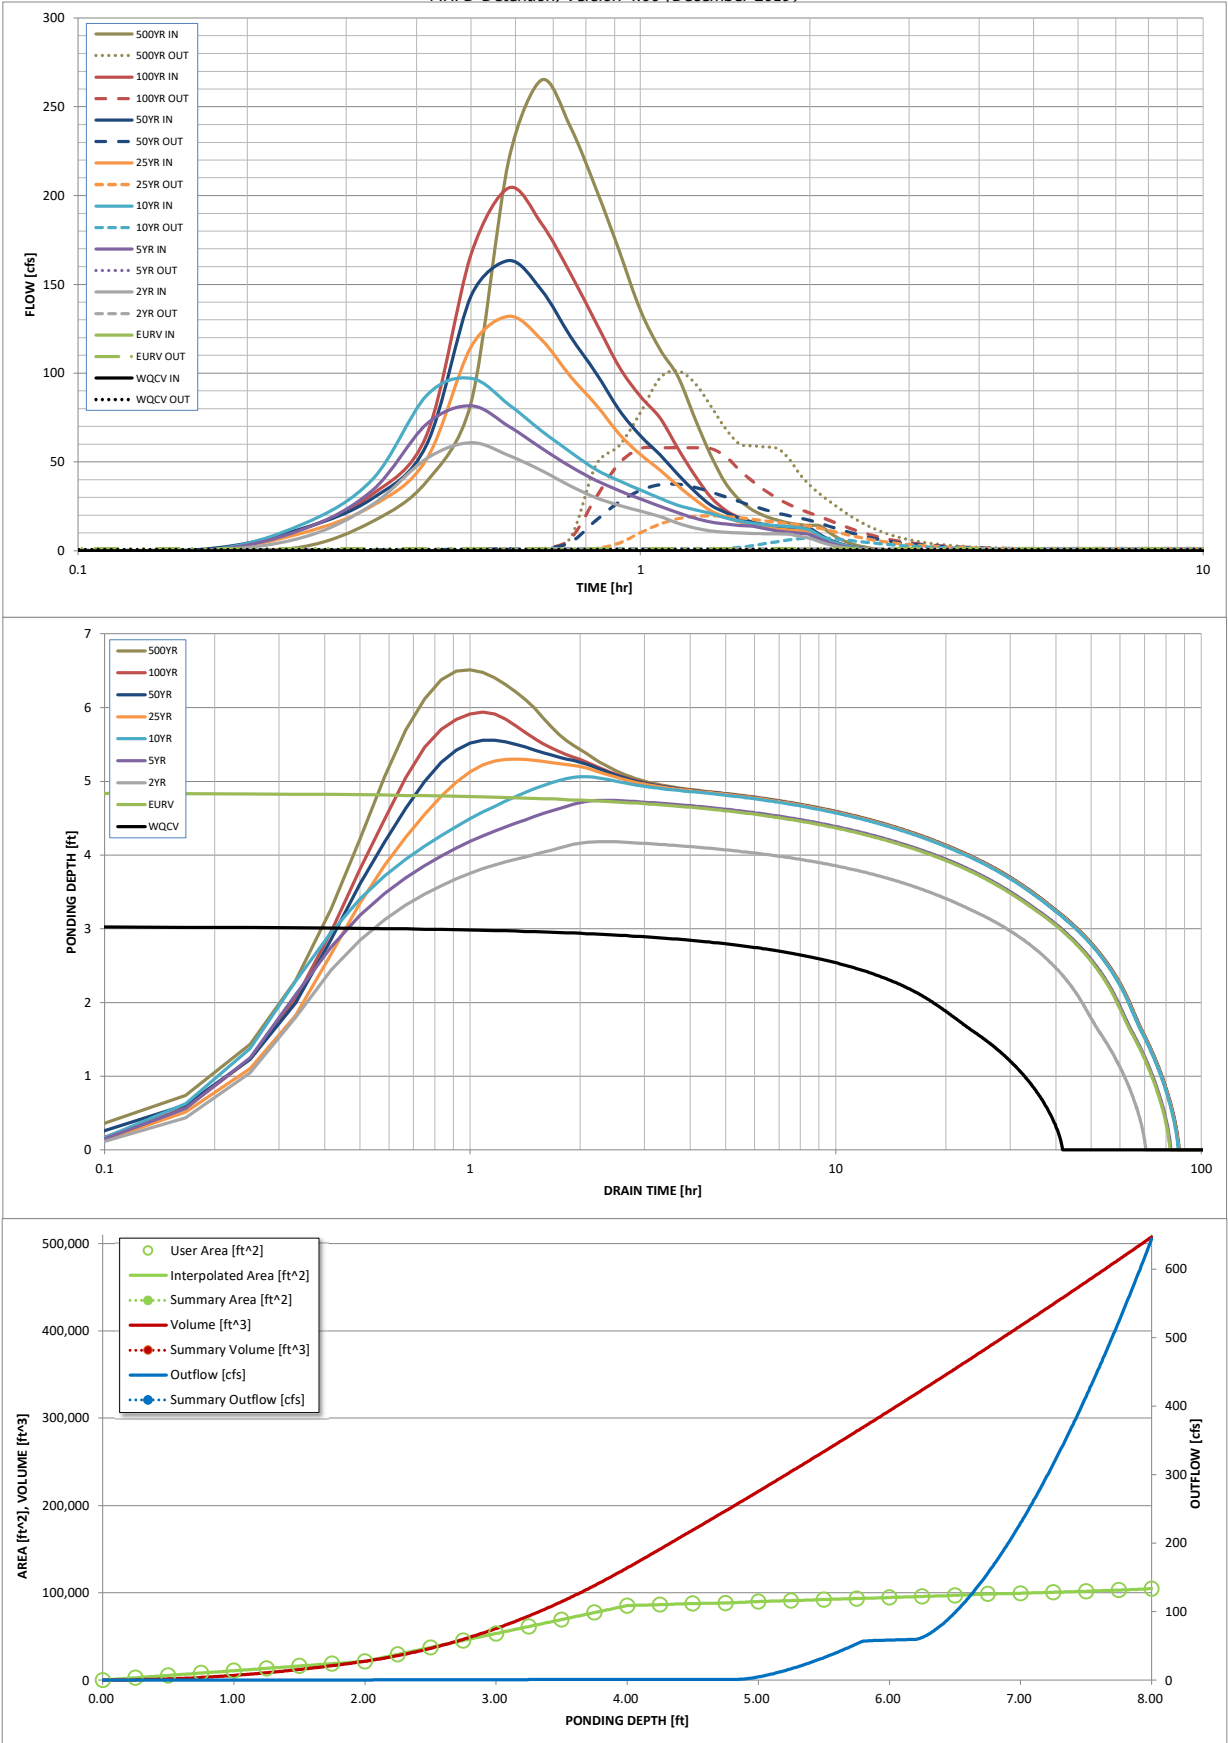 300
250
200
150
100
50
0
FLOW [cfs]
500YR IN
500YR OUT
100YR IN
100YR OUT
50YR IN
50YR OUT
25YR IN
25YR OUT
10YR IN
10YR OUT
5YR IN
5YR OUT
2YR IN
2YR OUT
EURV IN
EURV OUT
WQCV IN
WQCV OUT
0.1 1 10
TIME [hr]
7
6
5
4
3
2
1
0
PONDING DEPTH [ft]
500YR
100YR
50YR
25YR
10YR
5YR
2YR
EURV
WQCV
0.1 1 10 100
DRAIN TIME [hr]
500,000
400,000
300,000
200,000
100,000
0
AREA [ft^2], VOLUME [ft^3]
User Area [ft^2]
Interpolated Area [ft^2]
Summary Area [ft^2]
Volume [ft^3]
Summary Volume [ft^3]
Outflow [cfs]
Summary Outflow [cfs]
600
500
400
300
200
100
0
OUTFLOW [cfs]
0.00 1.00 2.00 3.00 4.00 5.00 6.00 7.00 8.00
PONDING DEPTH [ft]